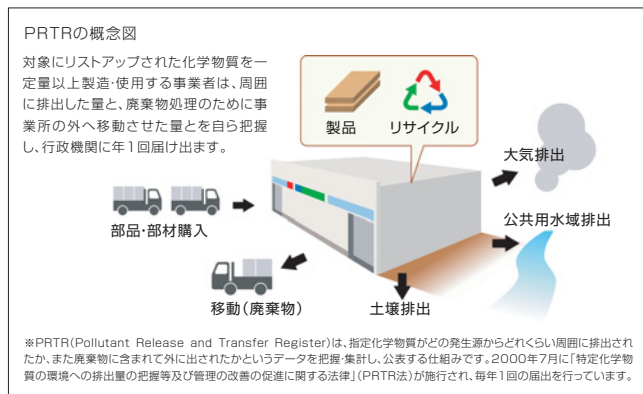 PRTRの概念図
対象にリストアップされた化学物質を一
定量以上製造・使用する事業者は、周囲
に排出した量と、廃棄物処理のために事
業所の外へ移動させた量とを自ら把握
し、行政機関に年1回届け出ます。
製品
リサイクル
大気排出
部品・部材購入
公共用水域排出
移動（廃棄物）
土壌排出
※PRTR(Pollutant Release and Transfer Register)は、指定化学物質がどの発生源からどれくらい周囲に排出され
たか、また廃棄物に含まれて外に出されたかというデータを把握・集計し、公表する仕組みです。2000年7月に「特定化学物
質の環境への排出量の把握等及び管理の改善の促進に関する法律」(PRTR法)が施行され、毎年1回の届出を行っています。